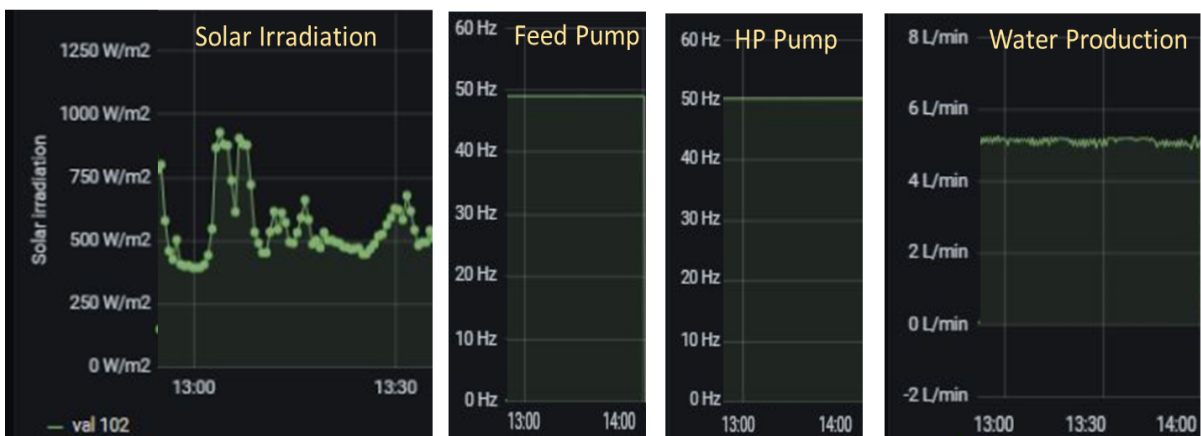 Solar Irradiation
1250 W/m2
1000 W/m2
750 W/m2
500 W/m2
250 W/m2
0 W/m2
Solar irradiation
13:00 13:30
val 102
Feed Pump
60 Hz
50 Hz
40 Hz
30 Hz
20 Hz
10 Hz
0 Hz
13:00 14:00
HP Pump
60 Hz
50 Hz
40 Hz
30 Hz
20 Hz
10 Hz
0 Hz
13:00 14:00
Water Production
8 L/min
6 L/min
4 L/min
2 L/min
0 L/min
-2 L/min
13:00 13:30 14:00